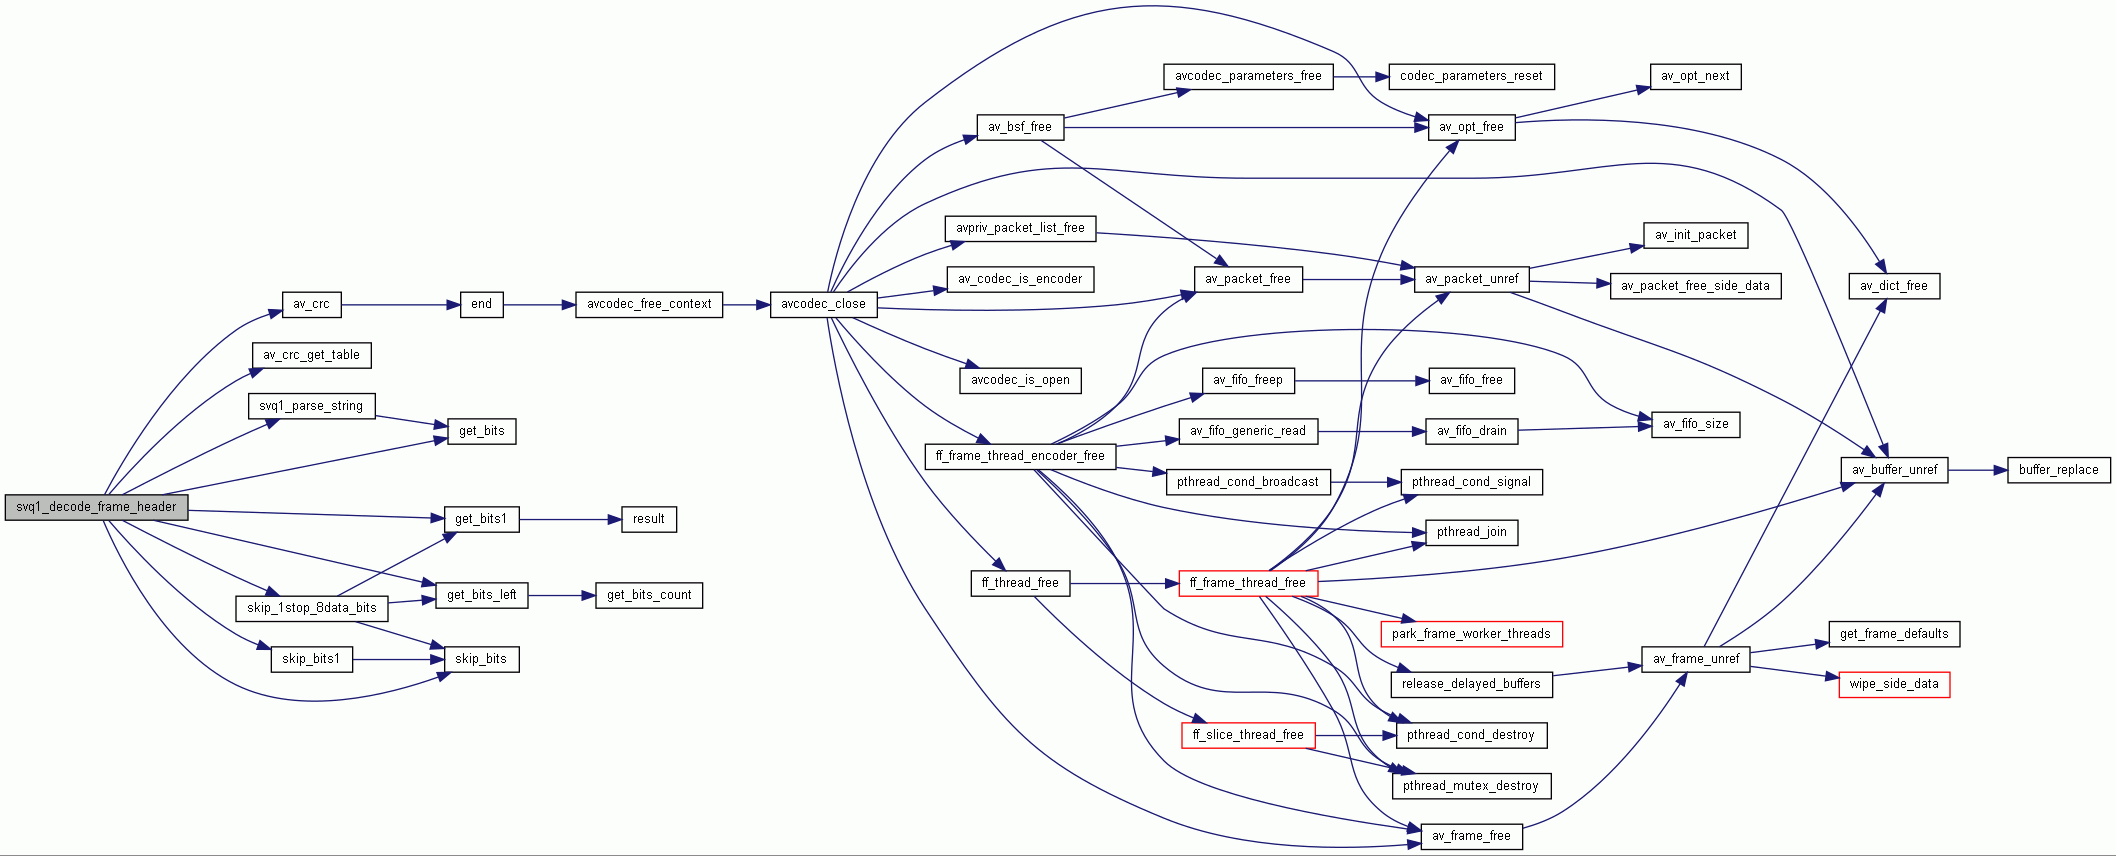 svq1_decode_frame_header
av_crc
av_crc_get_table
svq1_parse_string
get_bits
get_bits1
result
get_bits_left
get_bits_count
skip_1stop_8data_bits
skip_bits1
skip_bits
end
avcodec_free_context
avcodec_close
av_bsf_free
avpriv_packet_list_free
av_codec_is_encoder
avcodec_is_open
ff_frame_thread_encoder_free
ff_thread_free
avcodec_parameters_free
av_packet_free
av_fifo_freep
av_fifo_generic_read
pthread_cond_broadcast
ff_frame_thread_free
ff_slice_thread_free
codec_parameters_reset
av_opt_free
av_packet_unref
av_fifo_free
av_fifo_drain
pthread_cond_signal
pthread_join
park_frame_worker_threads
release_delayed_buffers
pthread_cond_destroy
pthread_mutex_destroy
av_frame_free
av_opt_next
av_init_packet
av_packet_free_side_data
av_fifo_size
av_frame_unref
av_dict_free
av_buffer_unref
get_frame_defaults
wipe_side_data
buffer_replace